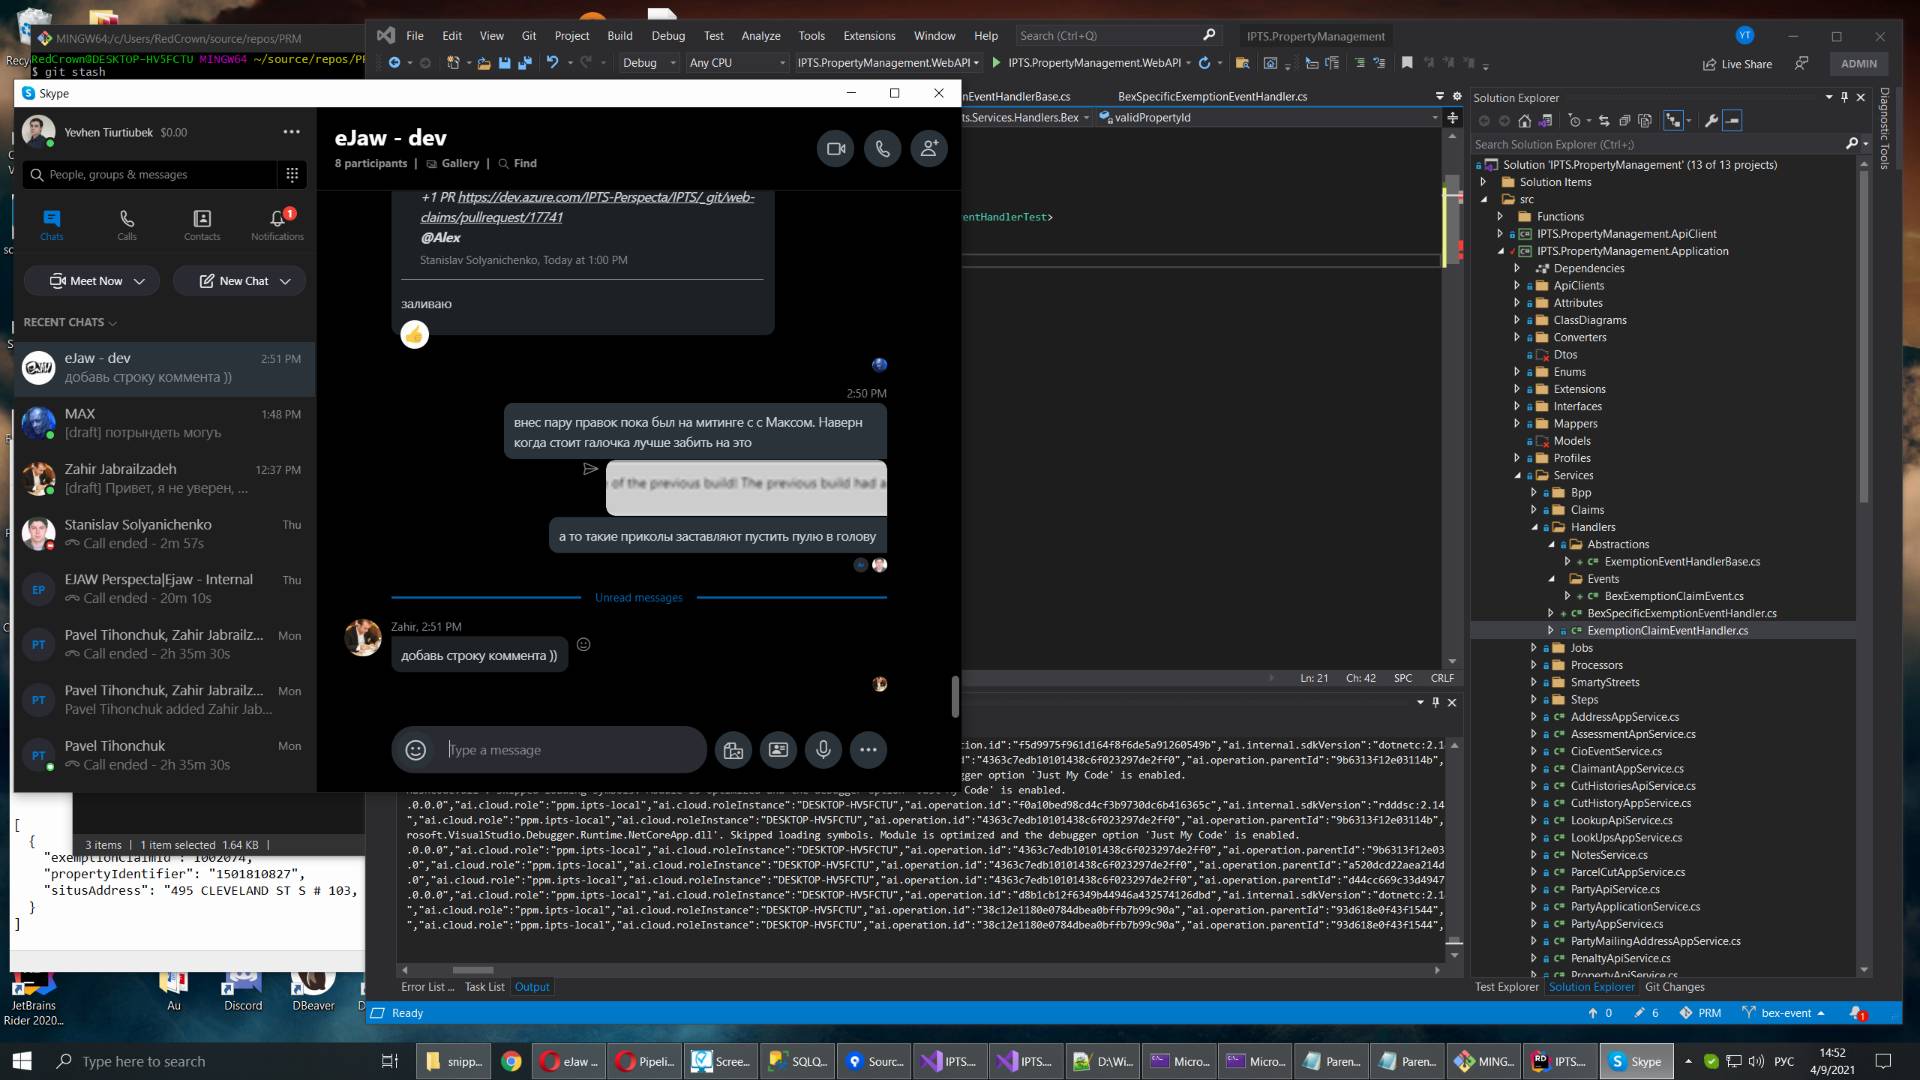 MINGW64:/c/Users/RedCrown/source/repos/PRM
RedCrown@DESKTOP-HV5FCTU MINGW64 ~/source/repos/PR
$ git stash
File Edit View Git Project Build Debug Test Analyze Tools Extensions Window Help Search (Ctrl+Q) IPTS.PropertyManagement YT
Debug Any CPU IPTS.PropertyManagement.WebAPI IPTS.PropertyManagement.WebAPI Live Share ADMIN
Skype
Yevhen Tiurtiubek $0.00
People, groups & messages
Chats Calls Contacts Notifications 1
Meet Now New Chat
RECENT CHATS
eJaw - dev 2:51 PM
добавь строку коммента ))
MAX 1:48 PM
[draft] потрындеть могуъ
Zahir Jabrailzadeh 12:37 PM
[draft] Привет, я не уверен, ...
Stanislav Solyanichenko Thu
Call ended - 2m 57s
EP EJAW Perspecta|Ejaw - Internal Thu
Call ended - 20m 10s
PT Pavel Tihonchuk, Zahir Jabrailz... Mon
Call ended - 2h 35m 30s
PT Pavel Tihonchuk, Zahir Jabrailz... Mon
Pavel Tihonchuk added Zahir Jab...
PT Pavel Tihonchuk Mon
Call ended - 2h 35m 30s
eJaw - dev
8 participants | Gallery | Find
+1 PR https://dev.azure.com/IPTS-Perspecta/IPTS/_git/web-
claims/pullrequest/17741
@Alex
Stanislav Solyanichenko, Today at 1:00 PM
заливаю
2:50 PM
внес пару правок пока был на митинге с с Максом. Наверн
когда стоит галочка лучше забить на это
of the previous build! The previous build had a
а то такие приколы заставляют пустить пулю в голову
Unread messages
Zahir, 2:51 PM
добавь строку коммента ))
Type a message
nEventHandlerBase.cs BexSpecificExemptionEventHandler.cs
ts.Services.Handlers.Bex validPropertyId
entHandlerTest>
Ln: 21 Ch: 42 SPC CRLF
ion.id":"f5d9975f961d164f8f6de5a91260549b","ai.internal.sdkVersion":"dotnetc:2.14
d":"4363c7edb10101438c6f023297de2ff0","ai.operation.parentId":"9b6313f12e03114b",
gger option 'Just My Code' is enabled.
y Code' is enabled.
.0.0.0","ai.cloud.role":"ppm.ipts-local","ai.cloud.roleInstance":"DESKTOP-HV5FCTU","ai.operation.id":"f0a10bed98cd4cf3b9730dc6b416365c","ai.internal.sdkVersion":"rdddsc:2.14
","ai.cloud.role":"ppm.ipts-local","ai.cloud.roleInstance":"DESKTOP-HV5FCTU","ai.operation.id":"4363c7edb10101438c6f023297de2ff0","ai.operation.parentId":"9b6313f12e03114b",
rosoft.VisualStudio.Debugger.Runtime.NetCoreApp.dll'. Skipped loading symbols. Module is optimized and the debugger option 'Just My Code' is enabled.
.0.0.0","ai.cloud.role":"ppm.ipts-local","ai.cloud.roleInstance":"DESKTOP-HV5FCTU","ai.operation.id":"4363c7edb10101438c6f023297de2ff0","ai.operation.parentId":"9b6313f12e03
.0","ai.cloud.role":"ppm.ipts-local","ai.cloud.roleInstance":"DESKTOP-HV5FCTU","ai.operation.id":"4363c7edb10101438c6f023297de2ff0","ai.operation.parentId":"a520dcd22aea214d
.0","ai.cloud.role":"ppm.ipts-local","ai.cloud.roleInstance":"DESKTOP-HV5FCTU","ai.operation.id":"4363c7edb10101438c6f023297de2ff0","ai.operation.parentId":"d44cc669c33d4947
.0.0.0","ai.cloud.role":"ppm.ipts-local","ai.cloud.roleInstance":"DESKTOP-HV5FCTU","ai.operation.id":"d8b1cb12f6349b44946a432574126dbd","ai.internal.sdkVersion":"dotnetc:2.14
","ai.cloud.role":"ppm.ipts-local","ai.cloud.roleInstance":"DESKTOP-HV5FCTU","ai.operation.id":"38c12e1180e0784dbea0bffb7b99c90a","ai.operation.parentId":"93d618e0f43f1544",
","ai.cloud.role":"ppm.ipts-local","ai.cloud.roleInstance":"DESKTOP-HV5FCTU","ai.operation.id":"38c12e1180e0784dbea0bffb7b99c90a","ai.operation.parentId":"93d618e0f43f1544",
Error List ... Task List Output
Solution Explorer
Search Solution Explorer (Ctrl+;)
Solution 'IPTS.PropertyManagement' (13 of 13 projects)
Solution Items
src
Functions
IPTS.PropertyManagement.ApiClient
IPTS.PropertyManagement.Application
Dependencies
ApiClients
Attributes
ClassDiagrams
Converters
Dtos
Enums
Extensions
Interfaces
Mappers
Models
Profiles
Services
Bpp
Claims
Handlers
Abstractions
ExemptionEventHandlerBase.cs
Events
BexExemptionClaimEvent.cs
BexSpecificExemptionEventHandler.cs
ExemptionClaimEventHandler.cs
Jobs
Processors
SmartyStreets
Steps
AddressAppService.cs
AssessmentApnService.cs
CioEventService.cs
ClaimantAppService.cs
CutHistoriesApiService.cs
CutHistoryAppService.cs
LookupApiService.cs
LookUpsAppService.cs
NotesService.cs
ParcelCutAppService.cs
PartyApiService.cs
PartyApplicationService.cs
PartyAppService.cs
PartyMailingAddressAppService.cs
PenaltyApiService.cs
PropertyApiService.cs
Diagnostic Tools
Test Explorer Solution Explorer Git Changes
3 items | 1 item selected 1.64 KB |
[
{
"exemptionClaimId": 1002074,
"propertyIdentifier": "1501810827",
"situsAddress": "495 CLEVELAND ST S # 103,
}
]
JetBrains
Rider 2020...
Au
Discord
DBeaver
Ready 0 6 PRM bex-event 1
Type here to search snipp... eJaw ... Pipeli... Scree... SQLQ... Sourc... IPTS.... IPTS.... D:\Wi... Micro... Micro... Paren... Paren... MING... IPTS.... Skype РУС 14:52
4/9/2021